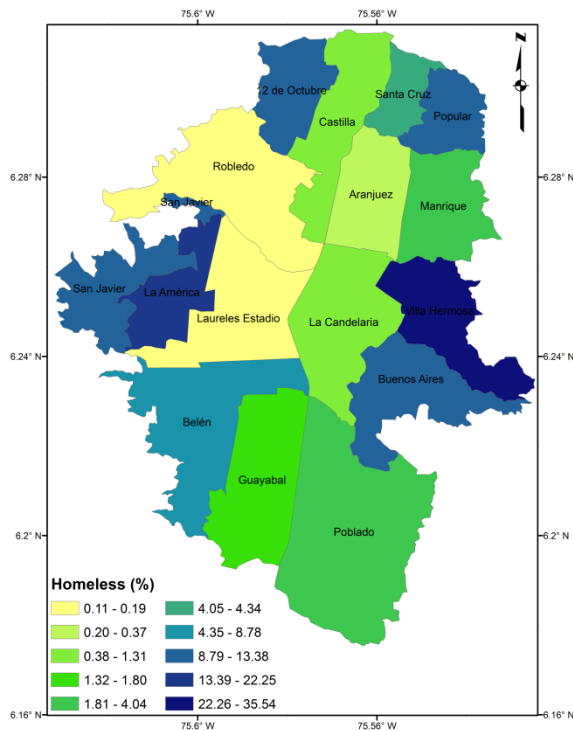 75.6° W 75.56° W
N
12 de Octubre
Santa Cruz
Popular
Castilla
Robledo
Aranjuez
6.28° N 6.28° N
San Javier
Manrique
San Javier
La América
Villa Hermosa
Laureles Estadio
La Candelaria
6.24° N 6.24° N
Buenos Aires
Belén
Guayabal
Poblado
6.2° N 6.2° N
Homeless (%)
0.11 - 0.19 4.05 - 4.34
0.20 - 0.37 4.35 - 8.78
0.38 - 1.31 8.79 - 13.38
1.32 - 1.80 13.39 - 22.25
1.81 - 4.04 22.26 - 35.54
6.16° N 6.16° N
75.6° W 75.56° W